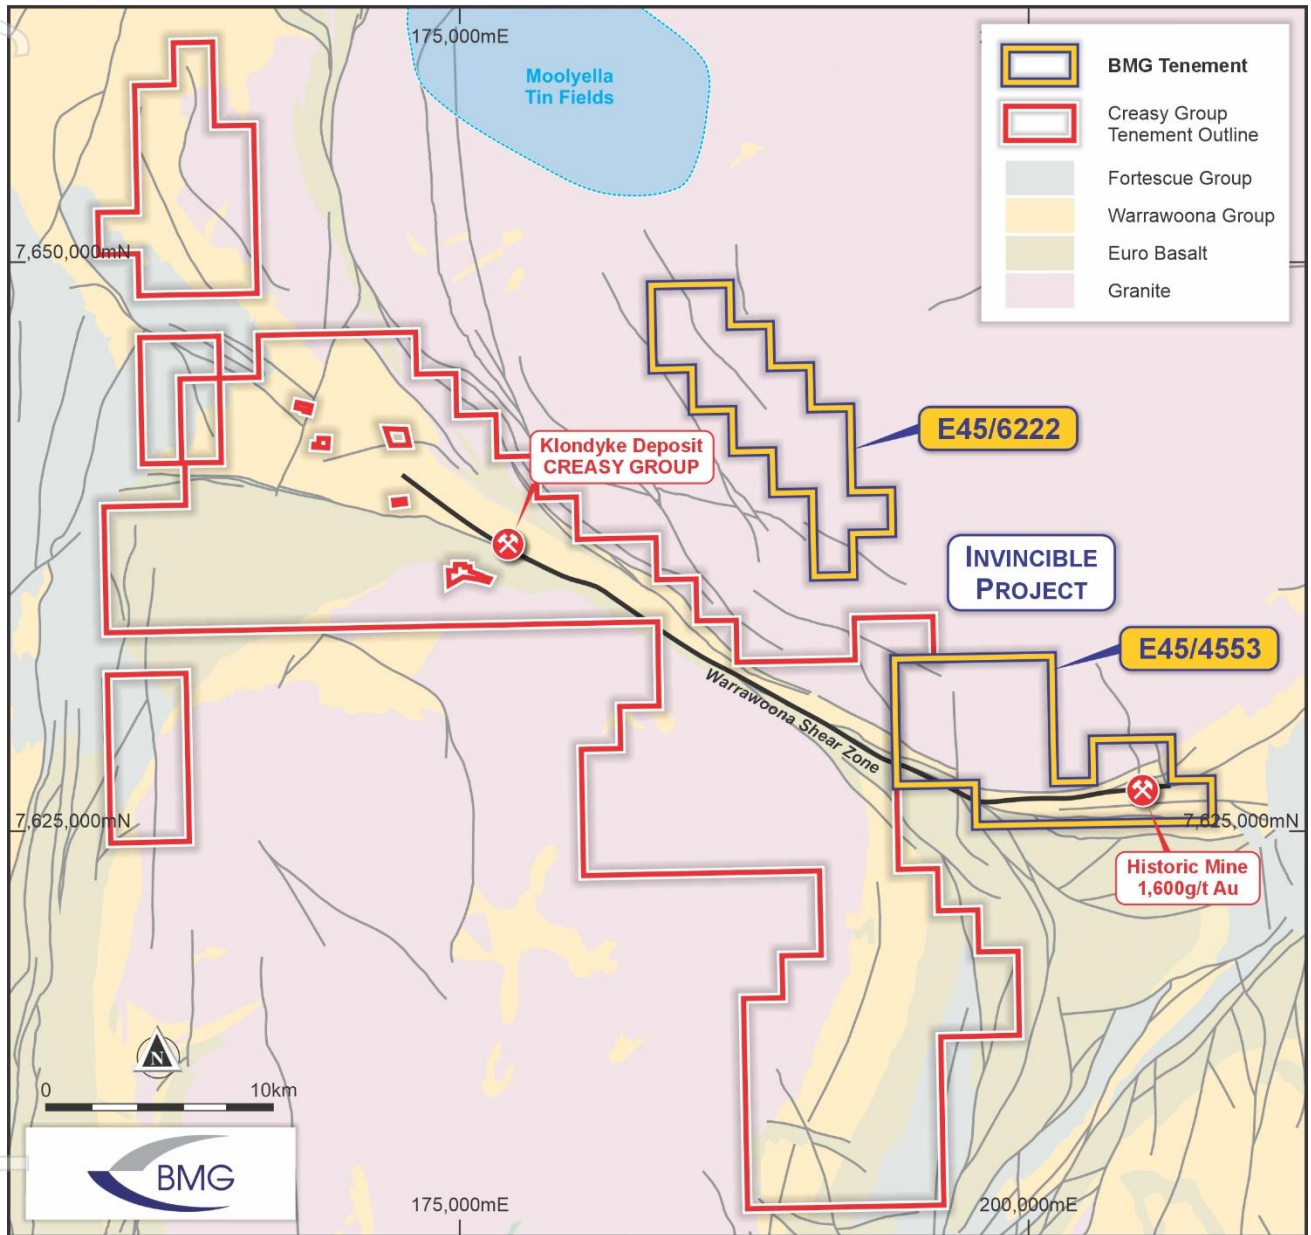 175,000mE
Moolyella
Tin Fields
BMG Tenement
Creasy Group
Tenement Outline
Fortescue Group
Warrawoona Group
Euro Basalt
Granite
7,650,000mN
E45/6222
Klondyke Deposit
CREASY GROUP
INVINCIBLE
PROJECT
E45/4553
Warrawoona Shear Zone
7,625,000mN
7,625,000mN
Historic Mine
1,600g/t Au
N
0 10km
BMG
175,000mE
200,000mE